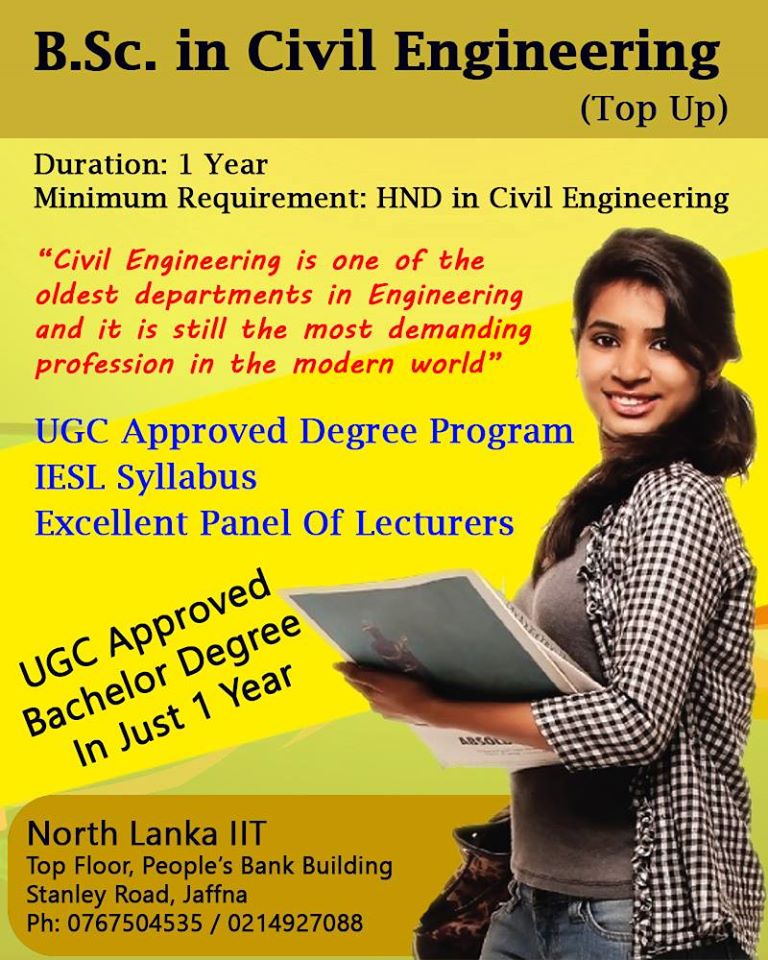 B.Sc. in Civil Engineering
(Top Up)
Duration: 1 Year
Minimum Requirement: HND in Civil Engineering
“Civil Engineering is one of the
oldest departments in Engineering
and it is still the most demanding
profession in the modern world”
UGC Approved Degree Program
IESL Syllabus
Excellent Panel Of Lecturers
UGC Approved
Bachelor Degree
In Just 1 Year
North Lanka IIT
Top Floor, People’s Bank Building
Stanley Road, Jaffna
Ph: 0767504535 / 0214927088